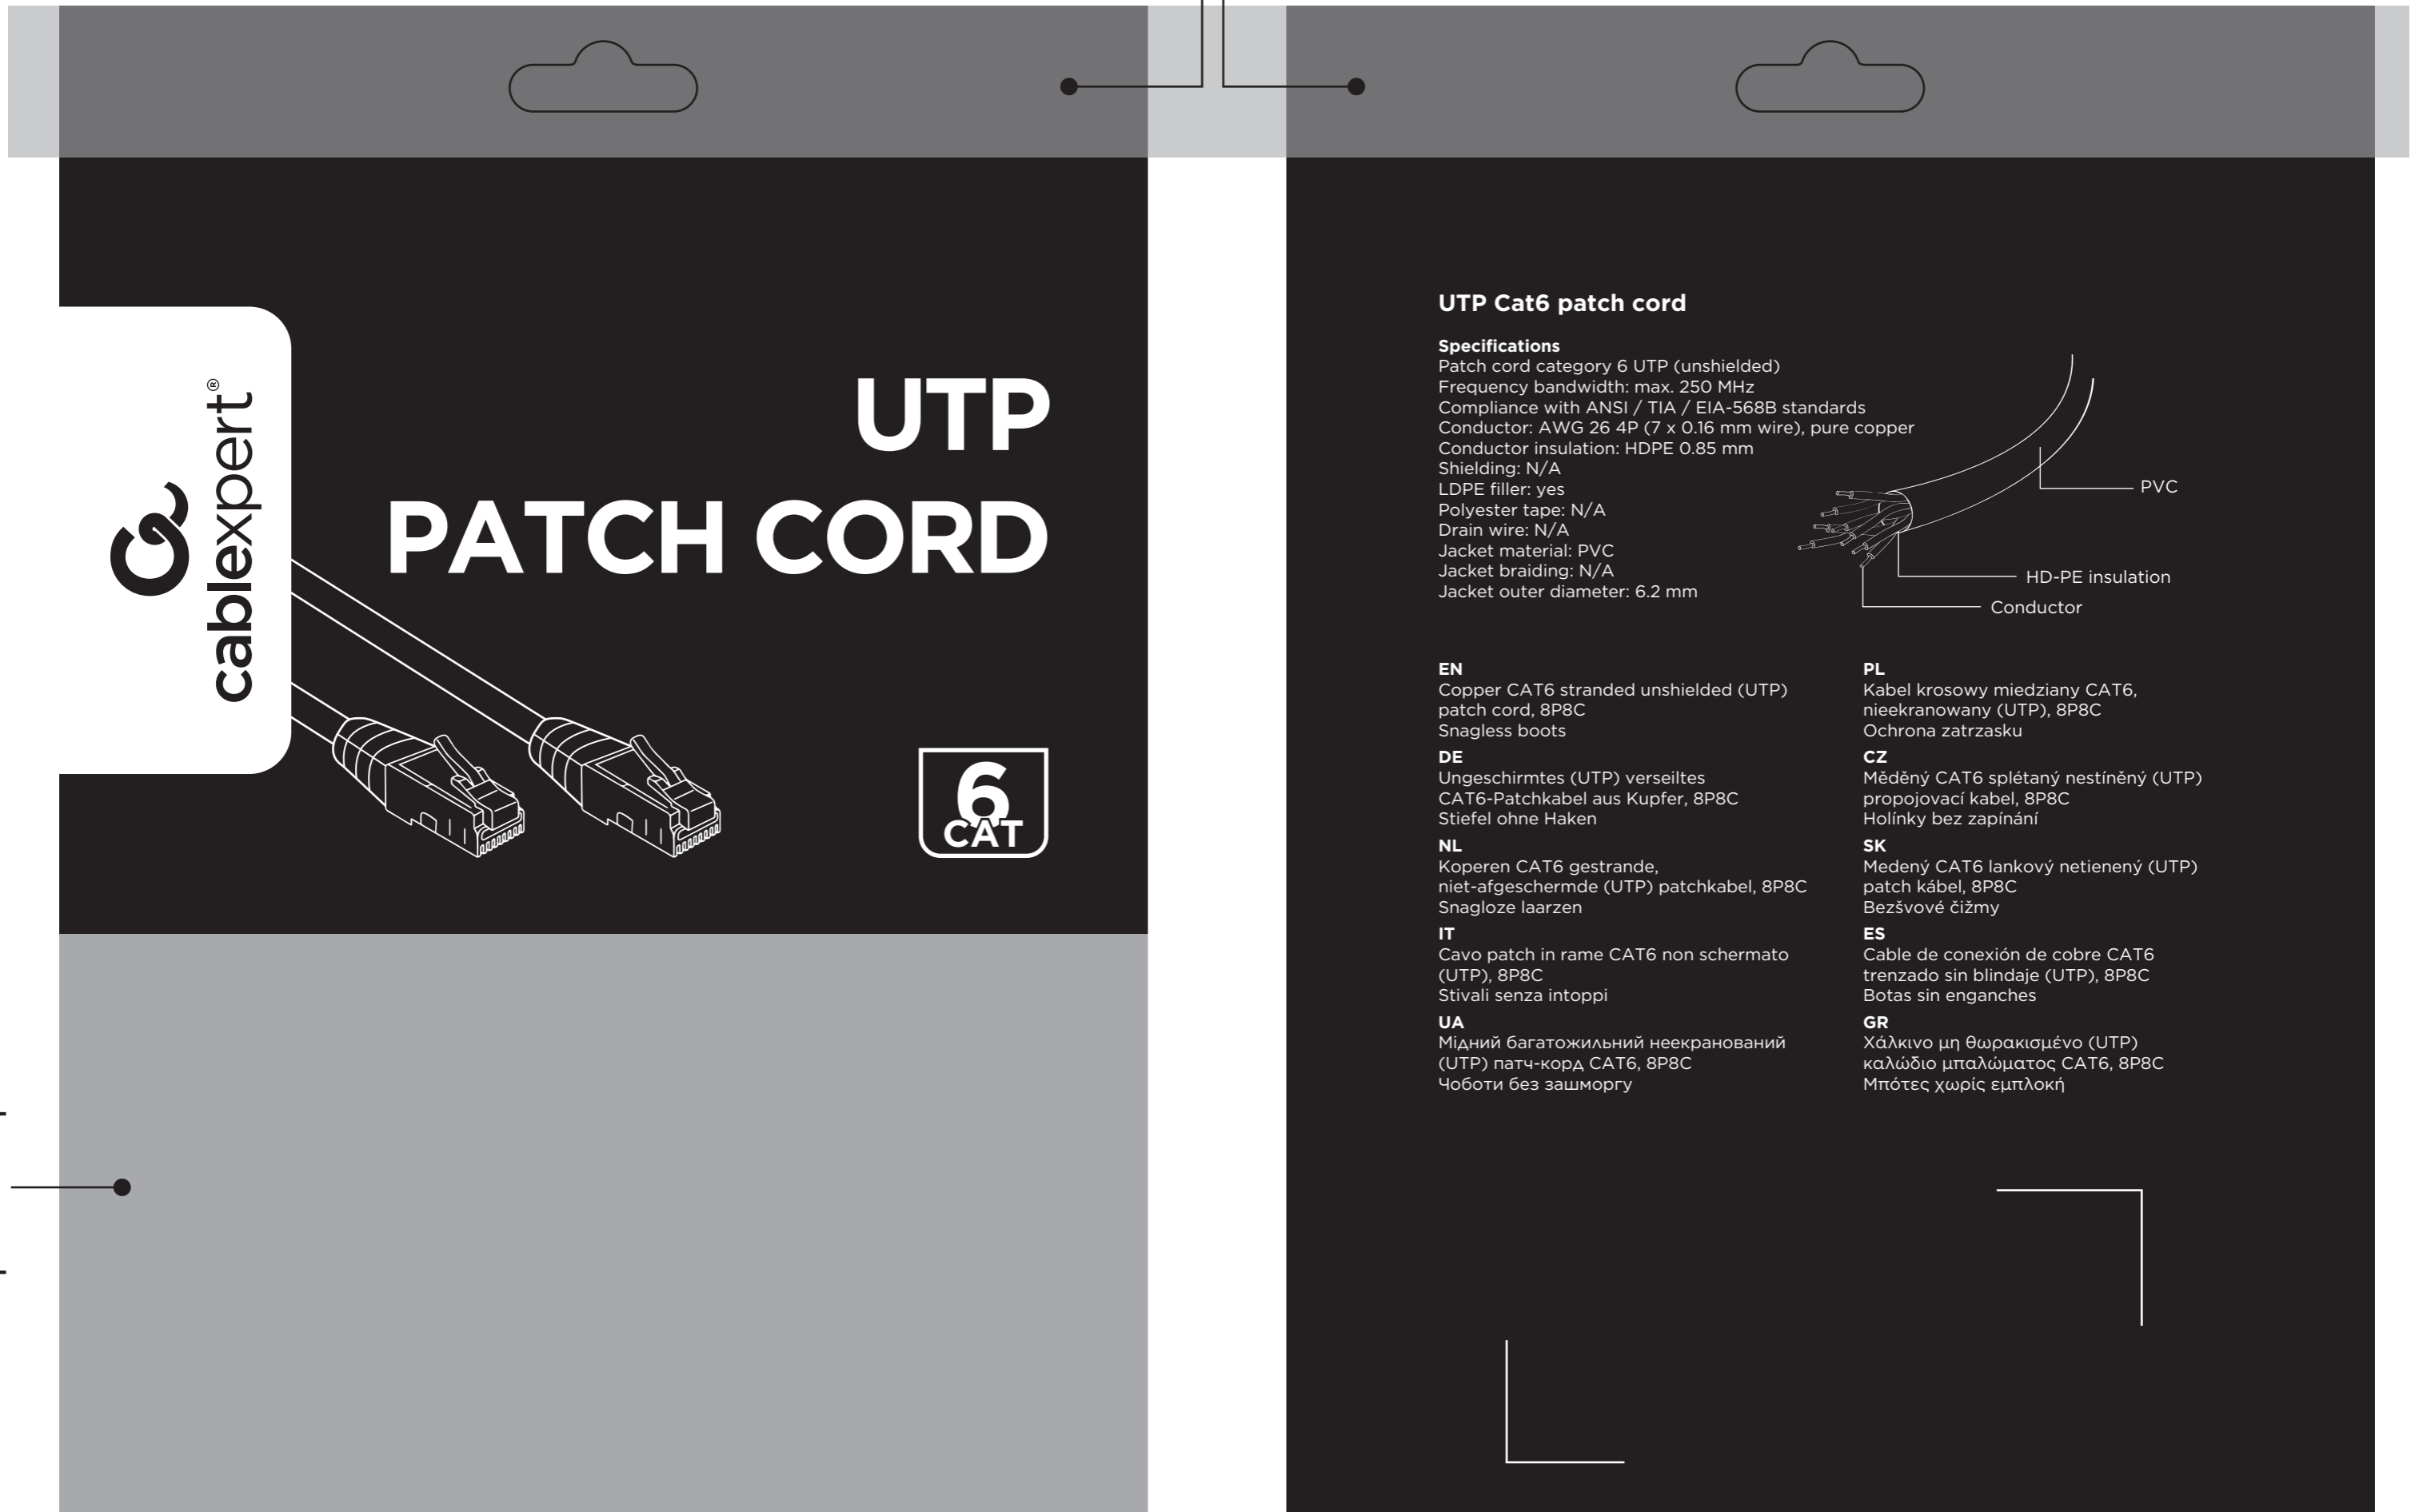 cablexpert®
UTP
PATCH CORD
6
CAT
UTP Cat6 patch cord
Specifications
Patch cord category 6 UTP (unshielded)
Frequency bandwidth: max. 250 MHz
Compliance with ANSI / TIA / EIA-568B standards
Conductor: AWG 26 4P (7 x 0.16 mm wire), pure copper
Conductor insulation: HDPE 0.85 mm
Shielding: N/A
LDPE filler: yes
Polyester tape: N/A
Drain wire: N/A
Jacket material: PVC
Jacket braiding: N/A
Jacket outer diameter: 6.2 mm
PVC
HD-PE insulation
Conductor
EN
Copper CAT6 stranded unshielded (UTP)
patch cord, 8P8C
Snagless boots
DE
Ungeschirmtes (UTP) verseiltes
CAT6-Patchkabel aus Kupfer, 8P8C
Stiefel ohne Haken
NL
Koperen CAT6 gestrande,
niet-afgeschermde (UTP) patchkabel, 8P8C
Snagloze laarzen
IT
Cavo patch in rame CAT6 non schermato
(UTP), 8P8C
Stivali senza intoppi
UA
Мідний багатожильний неекранований
(UTP) патч-корд CAT6, 8P8C
Чоботи без зашморгу
PL
Kabel krosowy miedziany CAT6,
nieekranowany (UTP), 8P8C
Ochrona zatrzasku
CZ
Měděný CAT6 splétaný nestíněný (UTP)
propojovací kabel, 8P8C
Holínky bez zapínání
SK
Medený CAT6 lankový netienený (UTP)
patch kábel, 8P8C
Bezšvové čižmy
ES
Cable de conexión de cobre CAT6
trenzado sin blindaje (UTP), 8P8C
Botas sin enganches
GR
Χάλκινο μη θωρακισμένο (UTP)
καλώδιο μπαλώματος CAT6, 8P8C
Μπότες χωρίς εμπλοκή